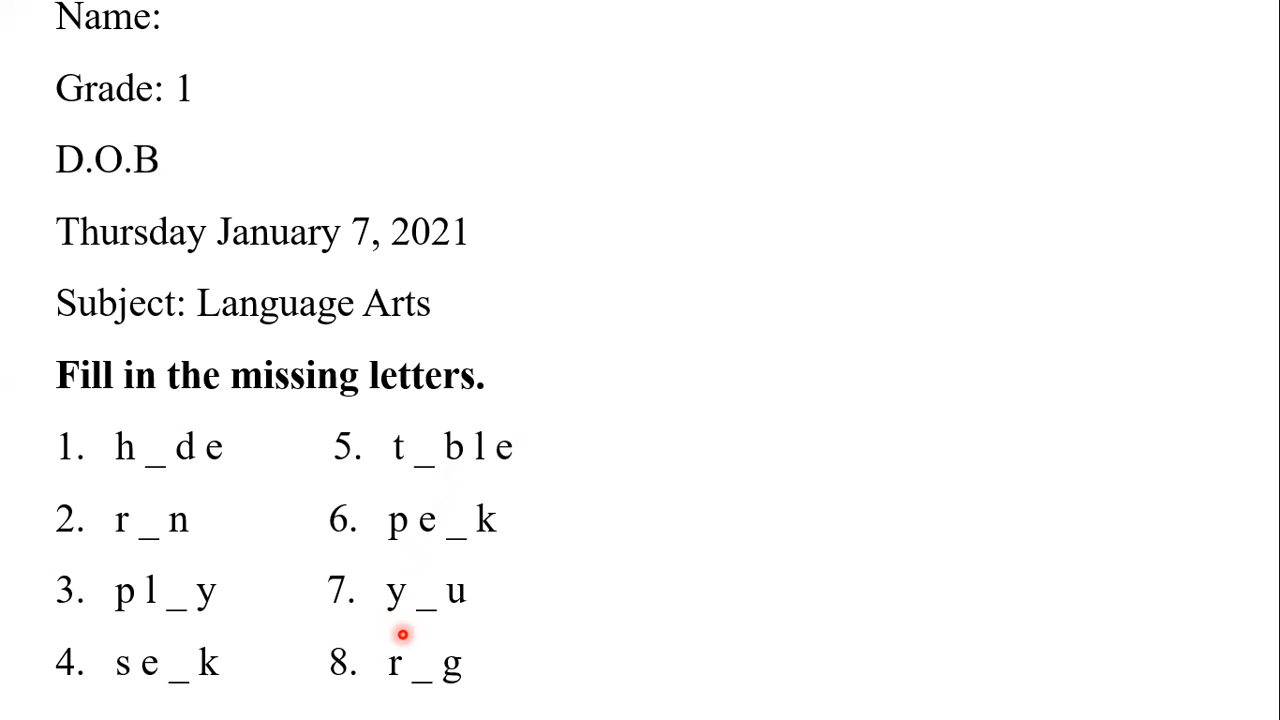 Name:
Grade: 1
D.O.B
Thursday January 7, 2021
Subject: Language Arts
Fill in the missing letters.
1. h _ d e 5. t _ b l e
2. r _ n 6. p e _ k
3. p l _ y 7. y _ u
4. s e _ k 8. r _ g